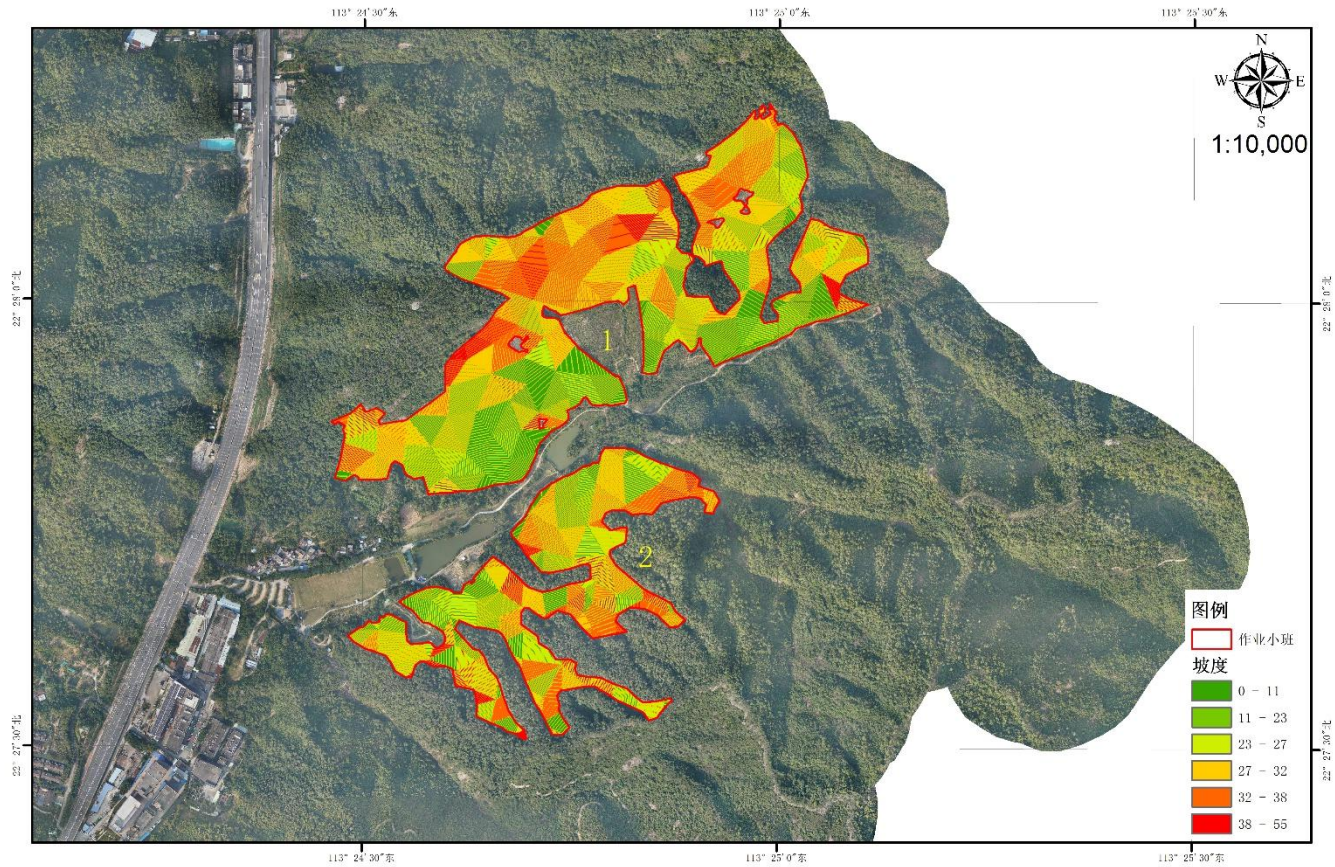 113° 24′30″东
113° 25′0″东
113° 25′30″东
N
W
E
S
1:10,000
22° 28′0″北
22° 28′0″北
1
2
图例
作业小班
坡度
0 - 11
11 - 23
23 - 27
27 - 32
32 - 38
38 - 55
22° 27′30″北
22° 27′30″北
113° 24′30″东
113° 25′0″东
113° 25′30″东